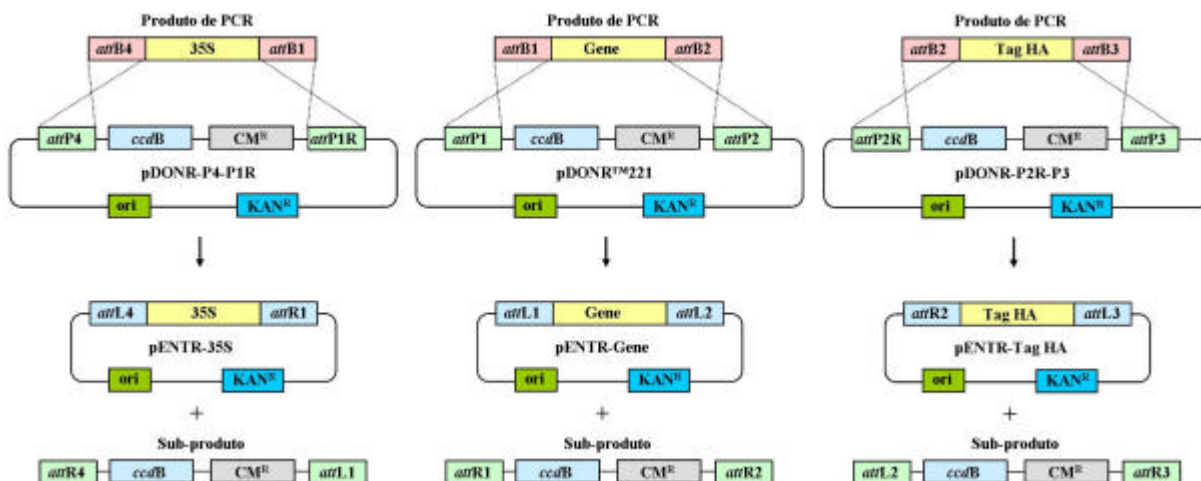 Produto de PCR Produto de PCR Produto de PCR
attB4 35S attB1 attB1 Gene attB2 attB2 Tag HA attB3
attP4 ccdB CMᴿ attP1R attP1 ccdB CMᴿ attP2 attP2R ccdB CMᴿ attP3
pDONR-P4-P1R pDONR™221 pDONR-P2R-P3
ori KANᴿ ori KANᴿ ori KANᴿ
attL4 35S attR1 attL1 Gene attL2 attR2 Tag HA attL3
pENTR-35S pENTR-Gene pENTR-Tag HA
ori KANᴿ ori KANᴿ ori KANᴿ
+ + +
Sub-produto Sub-produto Sub-produto
attR4 ccdB CMᴿ attL1 attR1 ccdB CMᴿ attR2 attL2 ccdB CMᴿ attR3